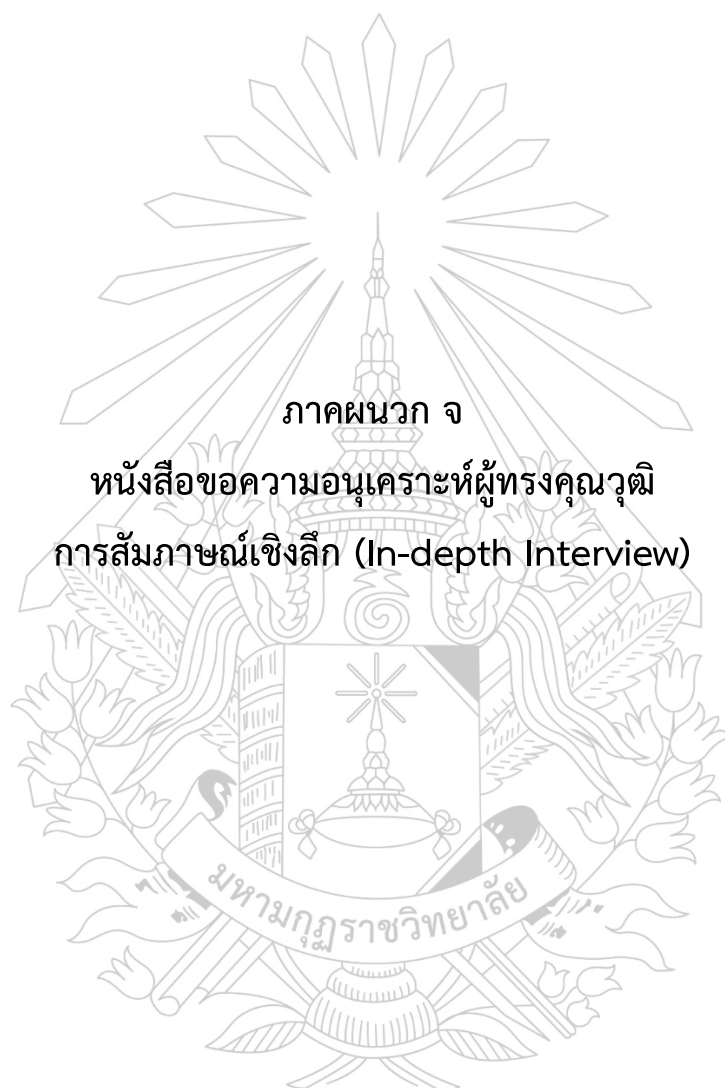 ภาคผนวก จ
หนังสือขอความอนุเคราะห์ผู้ทรงคุณวุฒิ
การสัมภาษณ์เชิงลึก (In-depth Interview)
มหามกุฏราชวิทยาลัย